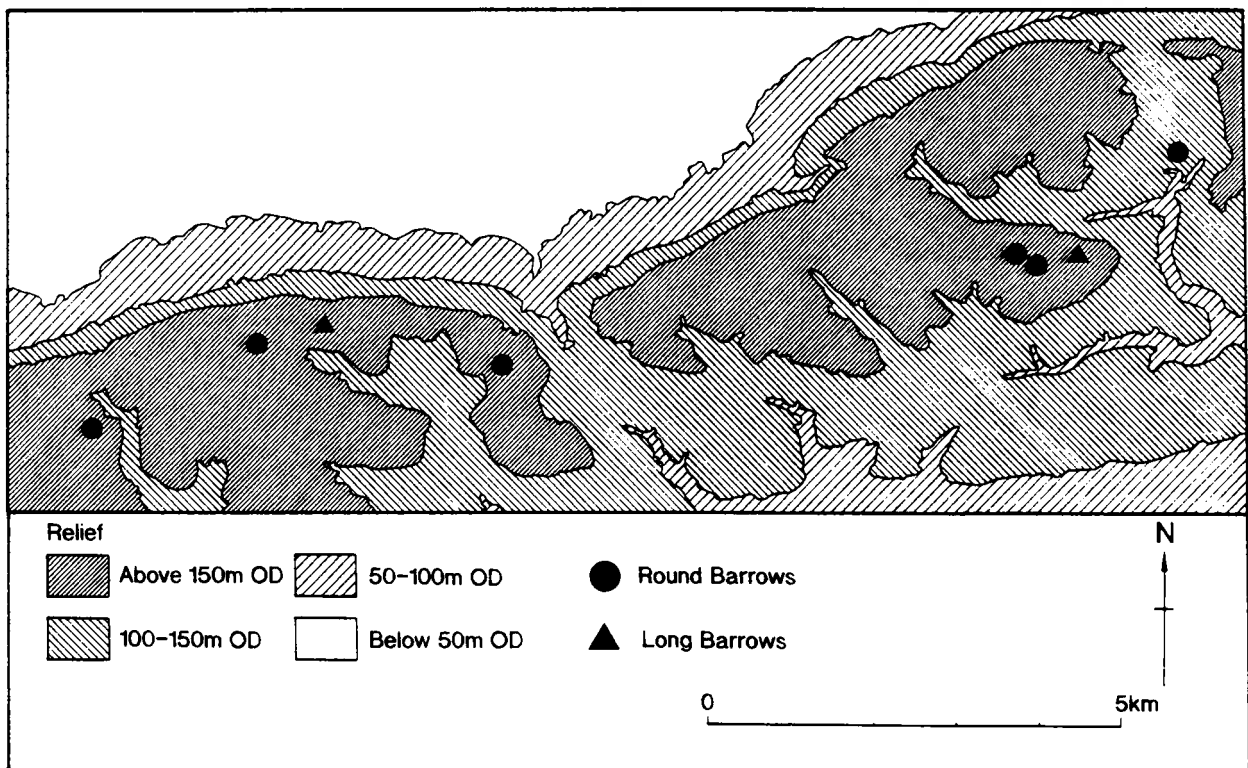 Relief
Above 150m OD
50-100m OD
Round Barrows
100-150m OD
Below 50m OD
Long Barrows
N
0
5km